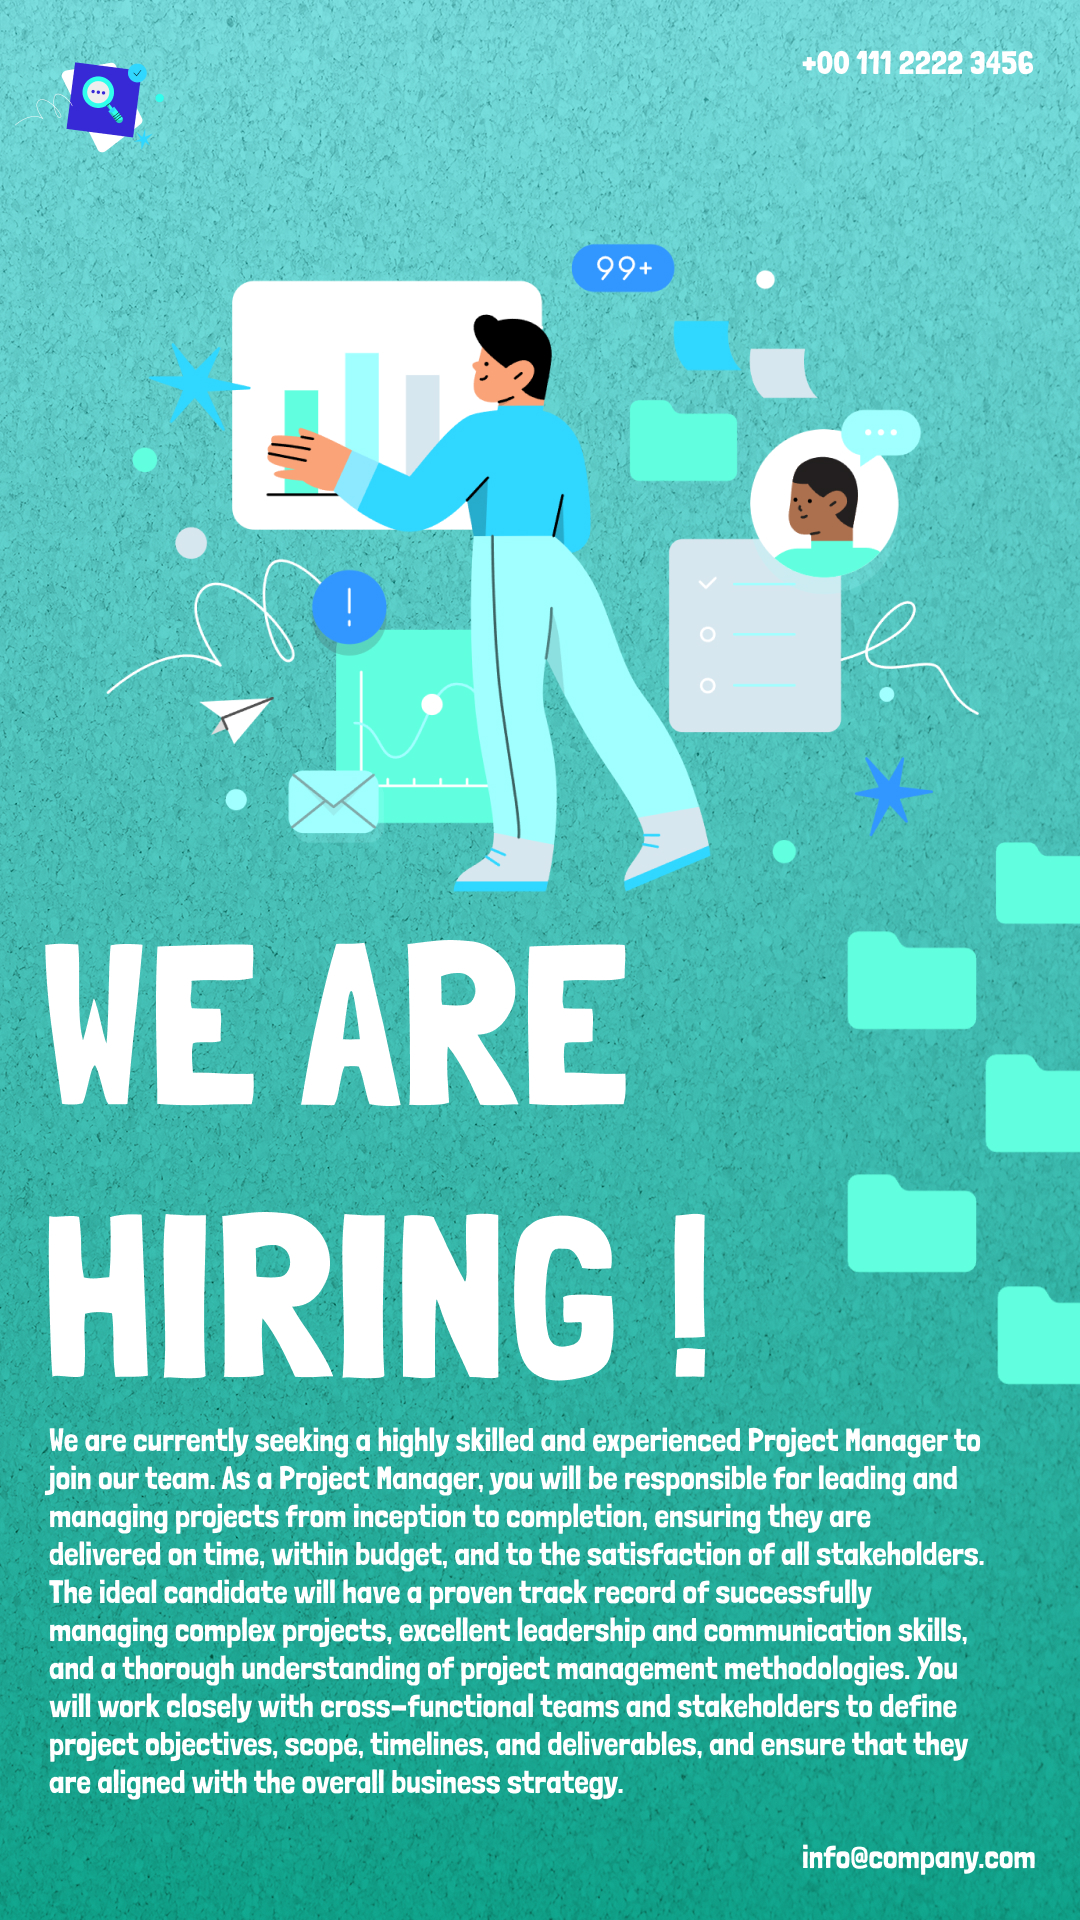 +00 111 2222 3456
99+
WE ARE
HIRING !
We are currently seeking a highly skilled and experienced Project Manager to
join our team. As a Project Manager, you will be responsible for leading and
managing projects from inception to completion, ensuring they are
delivered on time, within budget, and to the satisfaction of all stakeholders.
The ideal candidate will have a proven track record of successfully
managing complex projects, excellent leadership and communication skills,
and a thorough understanding of project management methodologies. You
will work closely with cross-functional teams and stakeholders to define
project objectives, scope, timelines, and deliverables, and ensure that they
are aligned with the overall business strategy.
info@company.com